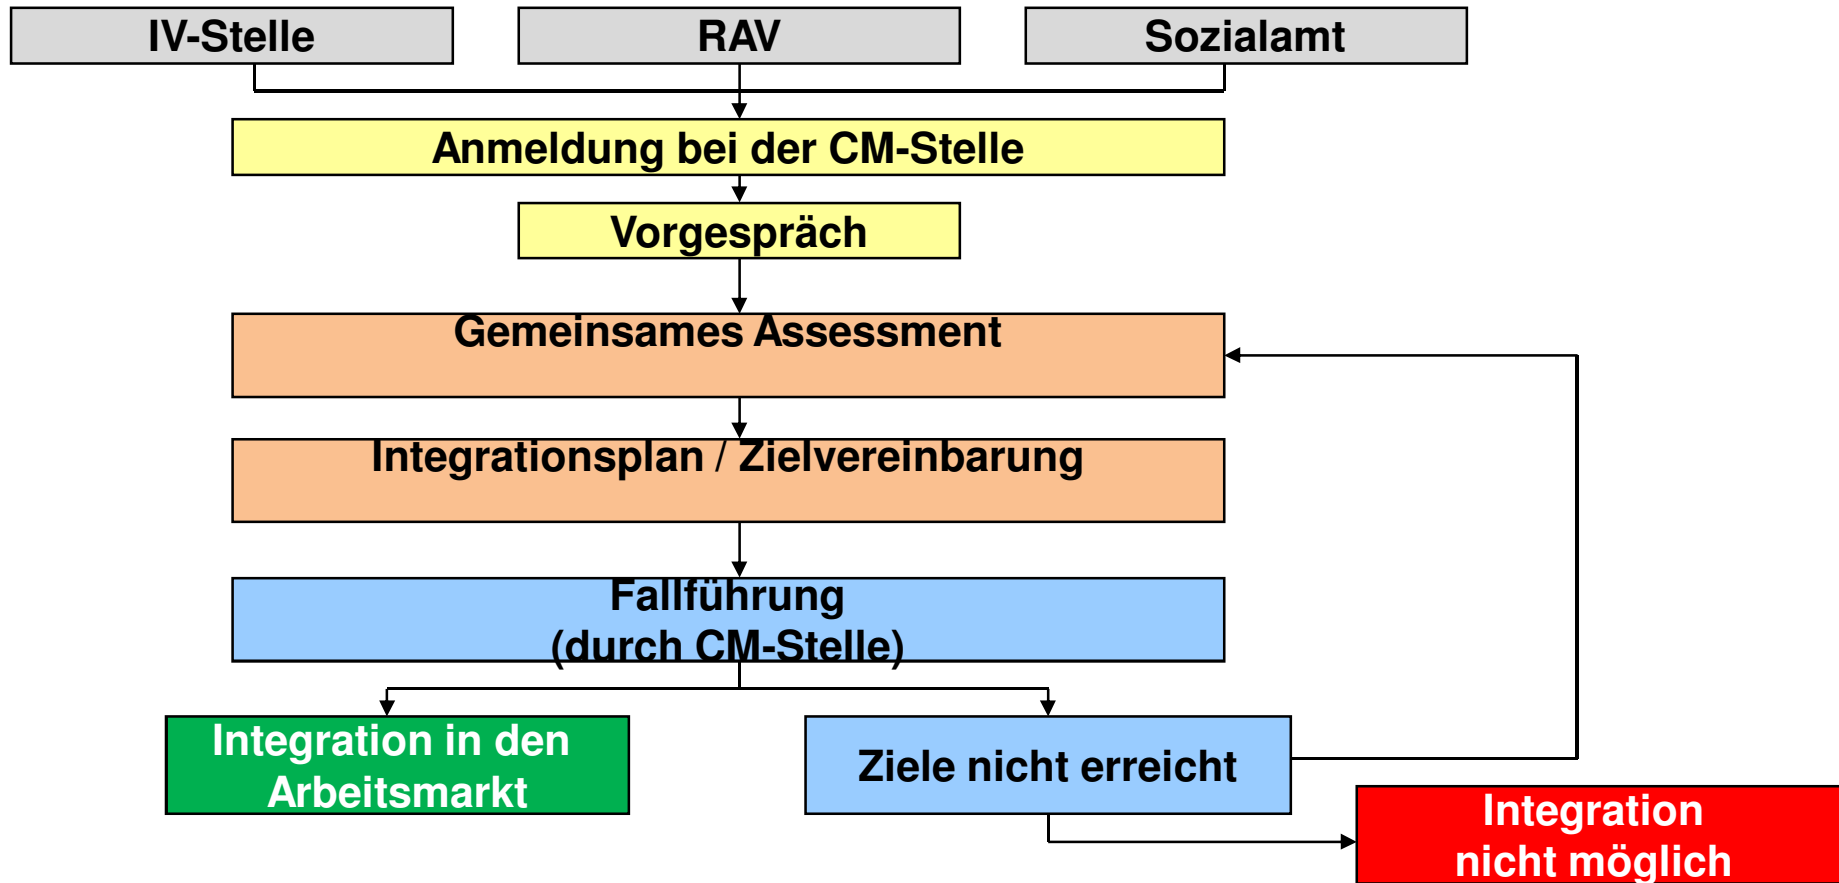 IV-Stelle
RAV
Sozialamt
Anmeldung bei der CM-Stelle
Vorgespräch
Gemeinsames Assessment
Integrationsplan / Zielvereinbarung
Fallführung
(durch CM-Stelle)
Integration in den
Arbeitsmarkt
Ziele nicht erreicht
Integration
nicht möglich